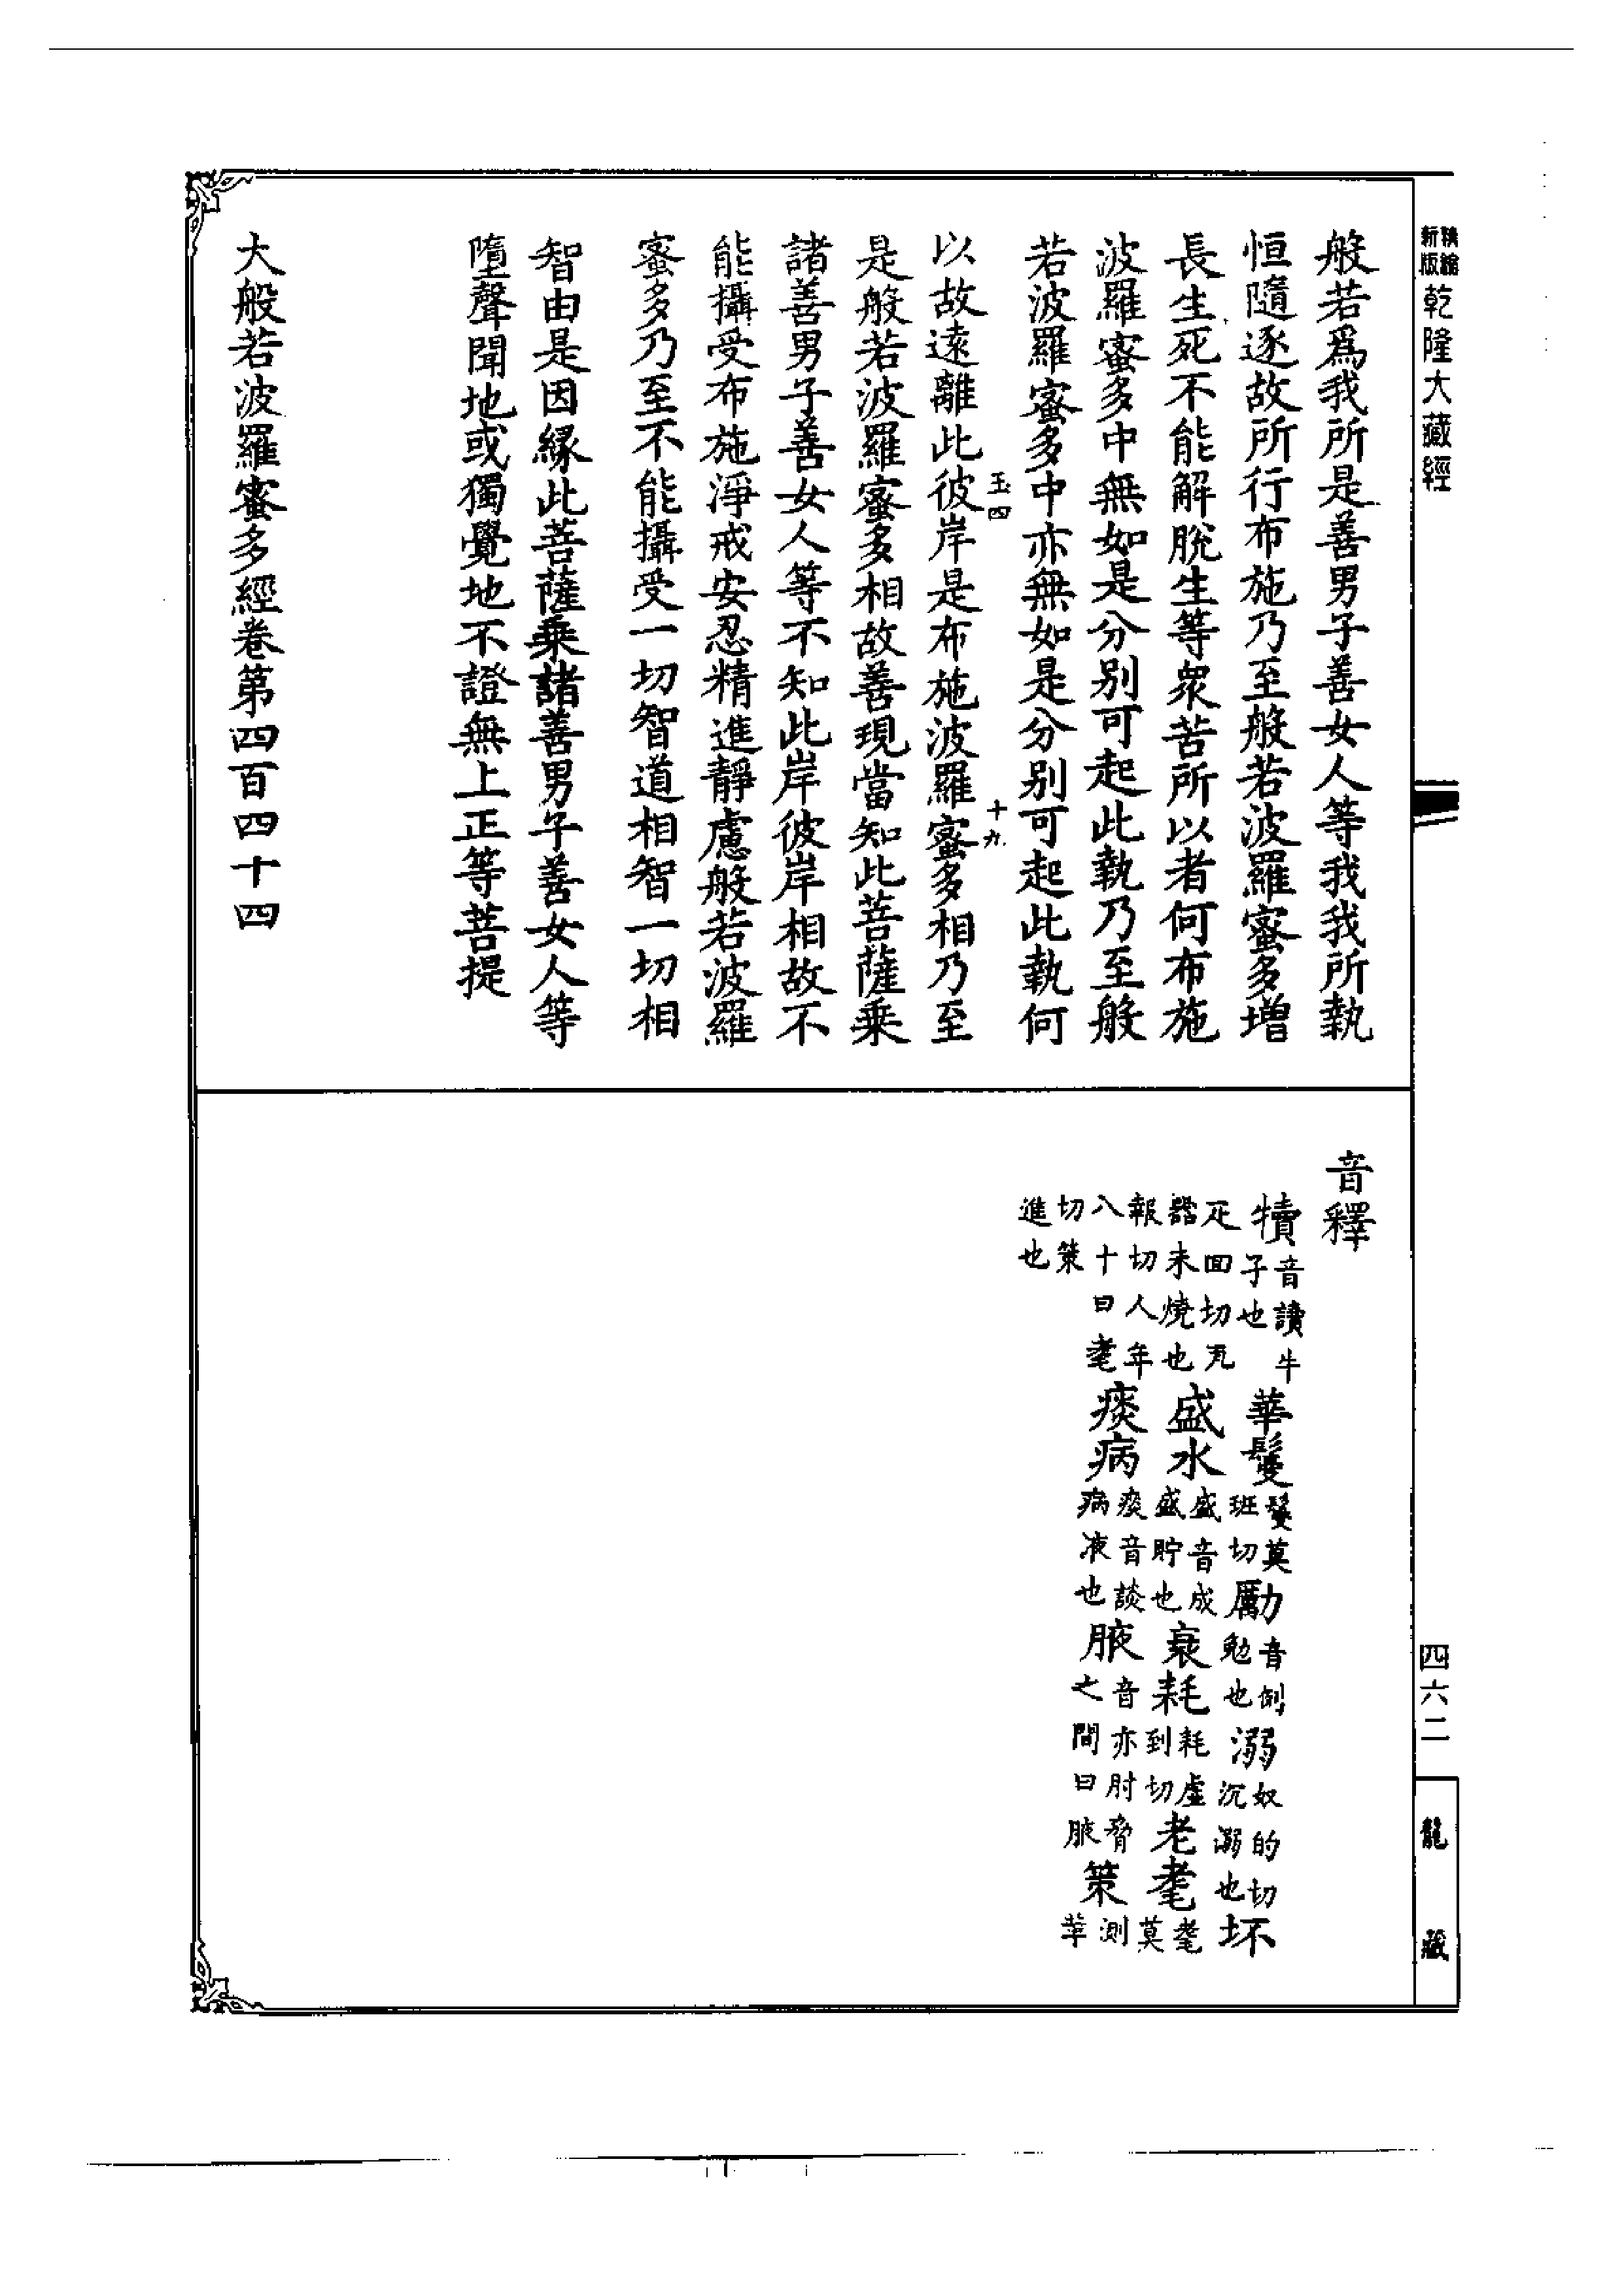 精縮新版乾隆大藏經
四六二
龍藏
般若爲我所是善男子善女人等我我所執
恒隨逐故所行布施乃至般若波羅蜜多增
長生死不能解脫生等衆苦所以者何布施
波羅蜜多中無如是分別可起此執乃至般
若波羅蜜多中亦無如是分別可起此執何
玉四 十九
以故遠離此彼岸是布施波羅蜜多相乃至
是般若波羅蜜多相故善現當知此菩薩乘
諸善男子善女人等不知此岸彼岸相故不
能攝受布施淨戒安忍精進靜慮般若波羅
蜜多乃至不能攝受一切智道相智一切相
智由是因緣此菩薩乘諸善男子善女人等
墮聲聞地或獨覺地不證無上正等菩提
大般若波羅蜜多經卷第四百四十四
音釋
犢音讀牛子也 華鬘鬘莫班切 勵音例勉也 溺奴的切沉溺也 坏
疋回切瓦器未燒也 盛水盛音成盛貯也 衰耗耗虛到切 老耄耄莫
報切人年八十曰耄 痰病痰音談病液也 腋音亦肘脅之間曰腋 策測革
切策進也